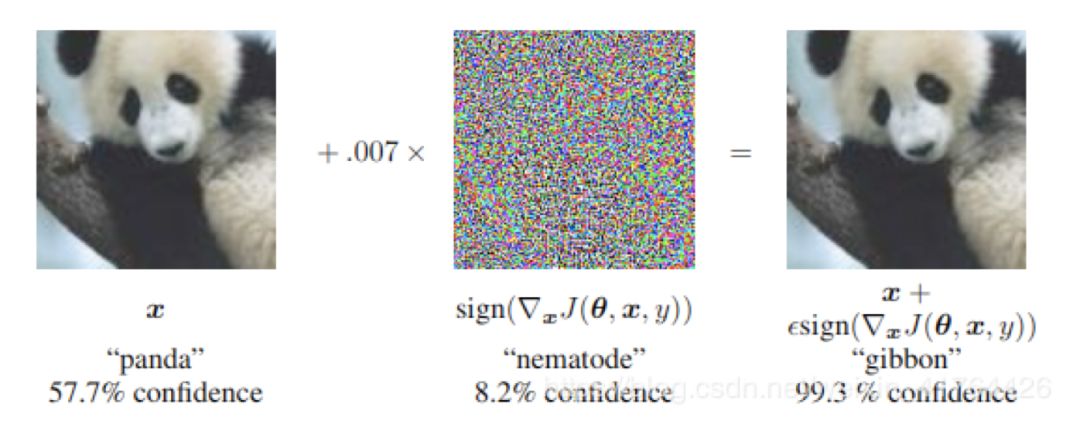 + .007 ×
=
x
sign(∇ₓJ(θ, x, y))
x +
ϵsign(∇ₓJ(θ, x, y))
“panda”
“nematode”
“gibbon”
57.7% confidence
8.2% confidence
99.3 % confidence